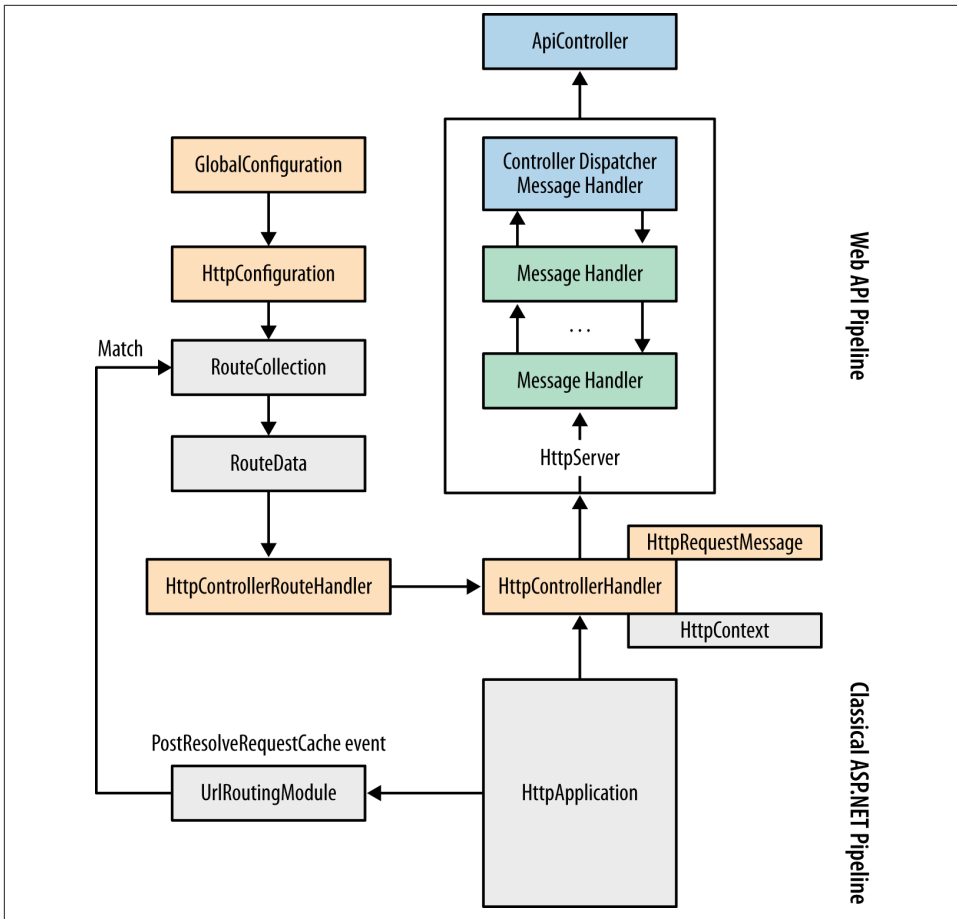 ApiController
GlobalConfiguration
Controller Dispatcher
Message Handler
HttpConfiguration
Message Handler
...
Match
RouteCollection
Message Handler
RouteData
HttpServer
HttpRequestMessage
HttpControllerRouteHandler
HttpControllerHandler
HttpContext
PostResolveRequestCache event
UrlRoutingModule
HttpApplication
Web API Pipeline
Classical ASP.NET Pipeline